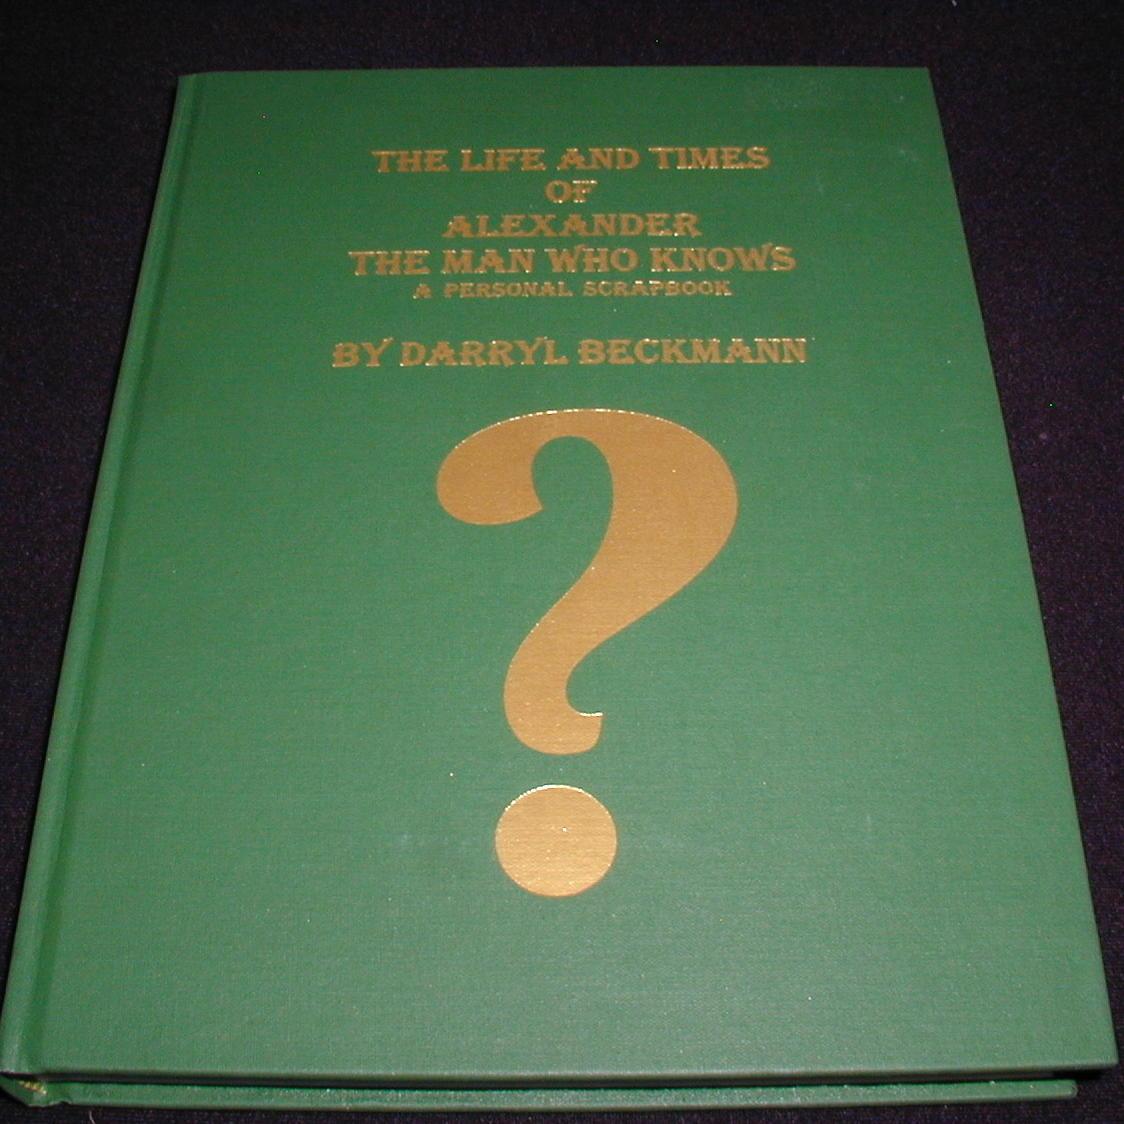 THE LIFE AND TIMES
OF
ALEXANDER
THE MAN WHO KNOWS
A PERSONAL SCRAPBOOK
BY DARRYL BECKMANN
?